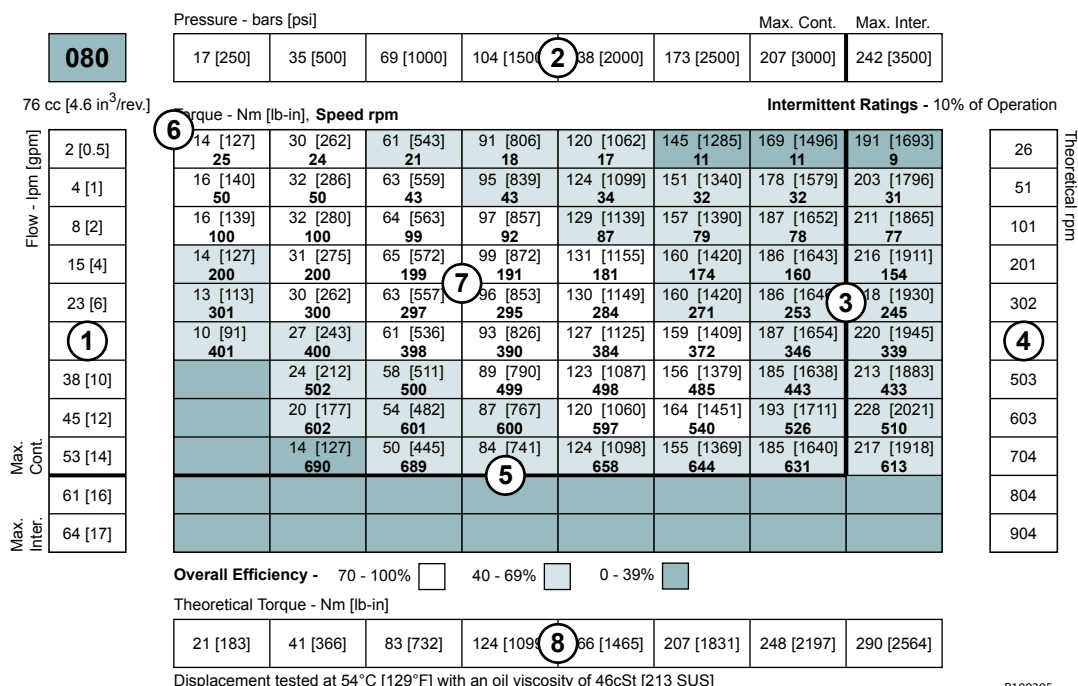 Pressure - bars [psi] Max. Cont. Max. Inter.
080 17 [250] 35 [500] 69 [1000] 104 [150 2 38 [2000] 173 [2500] 207 [3000] 242 [3500]
76 cc [4.6 in3/rev.] Torque - Nm [lb-in], Speed rpm Intermittent Ratings - 10% of Operation
Flow - lpm [gpm]
Theoretical rpm
6
2 [0.5] 14 [127] 30 [262] 61 [543] 91 [806] 120 [1062] 145 [1285] 169 [1496] 191 [1693] 26
25 24 21 18 17 11 11 9
4 [1] 16 [140] 32 [286] 63 [559] 95 [839] 124 [1099] 151 [1340] 178 [1579] 203 [1796] 51
50 50 43 43 34 32 32 31
8 [2] 16 [139] 32 [280] 64 [563] 97 [857] 129 [1139] 157 [1390] 187 [1652] 211 [1865] 101
100 100 99 92 87 79 78 77
15 [4] 14 [127] 31 [275] 65 [572] 99 [872] 131 [1155] 160 [1420] 186 [1643] 216 [1911] 201
200 200 199 191 181 174 160 154
7
23 [6] 13 [113] 30 [262] 63 [557] 96 [853] 130 [1149] 160 [1420] 186 [164 3 18 [1930] 302
301 300 297 295 284 271 253 245
1 10 [91] 27 [243] 61 [536] 93 [826] 127 [1125] 159 [1409] 187 [1654] 220 [1945] 4
401 400 398 390 384 372 346 339
38 [10] 24 [212] 58 [511] 89 [790] 123 [1087] 156 [1379] 185 [1638] 213 [1883] 503
502 500 499 498 485 443 433
45 [12] 20 [177] 54 [482] 87 [767] 120 [1060] 164 [1451] 193 [1711] 228 [2021] 603
602 601 600 597 540 526 510
Max. Cont.
53 [14] 14 [127] 50 [445] 84 [741] 124 [1098] 155 [1369] 185 [1640] 217 [1918] 704
690 689 5 658 644 631 613
61 [16] 804
Max. Inter.
64 [17] 904
Overall Efficiency - 70 - 100% 40 - 69% 0 - 39%
Theoretical Torque - Nm [lb-in]
21 [183] 41 [366] 83 [732] 124 [109 8 66 [1465] 207 [1831] 248 [2197] 290 [2564]
Displacement tested at 54°C [129°F] with an oil viscosity of 46cSt [213 SUS]